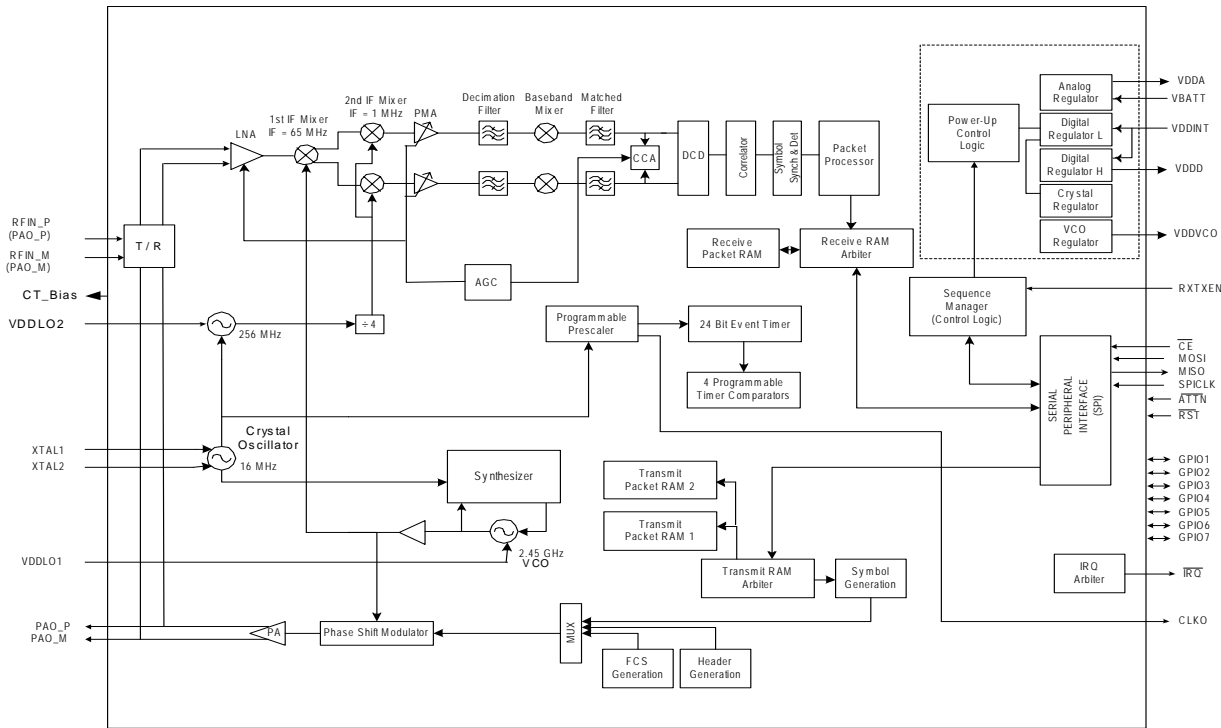 2nd IF Mixer
IF = 1 MHz
PMA
Decimation
Filter
Baseband
Mixer
Matched
Filter
1st IF Mixer
IF = 65 MHz
LNA
CCA
DCD
Correlator
Symbol
Synch & Det
Packet
Processor
Power-Up
Control
Logic
Analog
Regulator
Digital
Regulator L
Digital
Regulator H
Crystal
Regulator
VCO
Regulator
VDDA
VBATT
VDDINT
VDDD
VDDVCO
RFIN_P
(PAO_P)
RFIN_M
(PAO_M)
T / R
CT_Bias
VDDLO2
256 MHz
÷4
AGC
Receive
Packet RAM
Receive RAM
Arbiter
Sequence
Manager
(Control Logic)
RXTXEN
Programmable
Prescaler
24 Bit Event Timer
4 Programmable
Timer Comparators
SERIAL
PERIPHERAL
INTERFACE
(SPI)
CE
MOSI
MISO
SPICLK
ATTN
RST
XTAL1
XTAL2
Crystal
Oscillator
16 MHz
Synthesizer
2.45 GHz
VCO
VDDLO1
Transmit
Packet RAM 2
Transmit
Packet RAM 1
Transmit RAM
Arbiter
Symbol
Generation
GPIO1
GPIO2
GPIO3
GPIO4
GPIO5
GPIO6
GPIO7
IRQ
Arbiter
IRQ
CLKO
PAO_P
PAO_M
PA
Phase Shift Modulator
MUX
FCS
Generation
Header
Generation